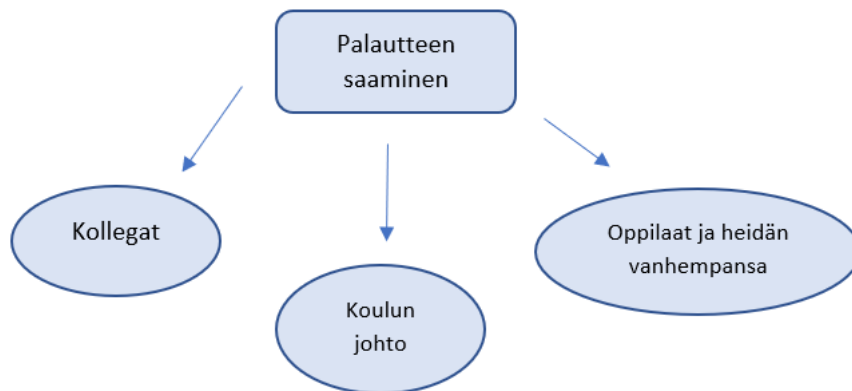 Palautteen
saaminen
Kollegat
Oppilaat ja heidän
vanhempansa
Koulun
johto